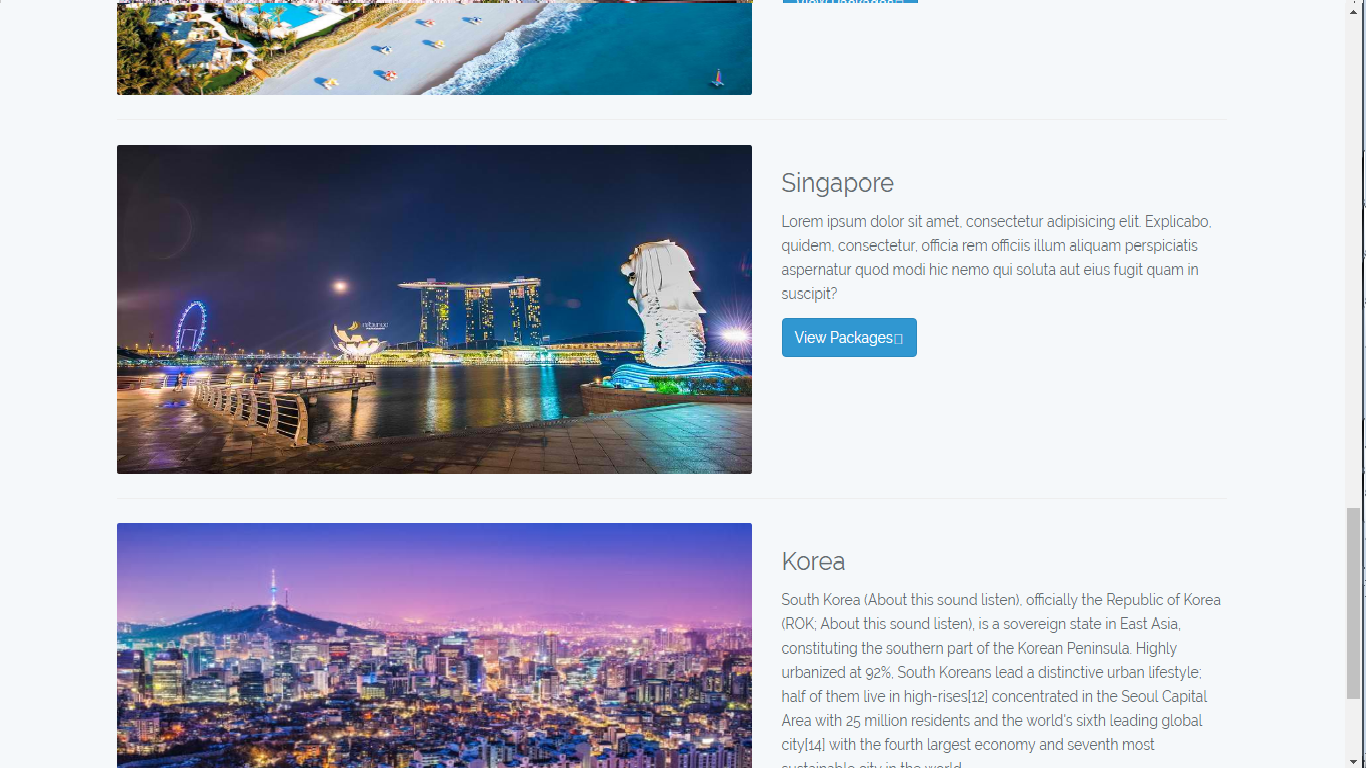 Singapore
Lorem ipsum dolor sit amet, consectetur adipisicing elit. Explicabo,
quidem, consectetur, officia rem officiis illum aliquam perspiciatis
aspernatur quod modi hic nemo qui soluta aut eius fugit quam in
suscipit?
View Packages
Korea
South Korea (About this sound listen), officially the Republic of Korea
(ROK; About this sound listen), is a sovereign state in East Asia,
constituting the southern part of the Korean Peninsula. Highly
urbanized at 92%, South Koreans lead a distinctive urban lifestyle;
half of them live in high-rises[12] concentrated in the Seoul Capital
Area with 25 million residents and the world's sixth leading global
city[14] with the fourth largest economy and seventh most
sustainable city in the world